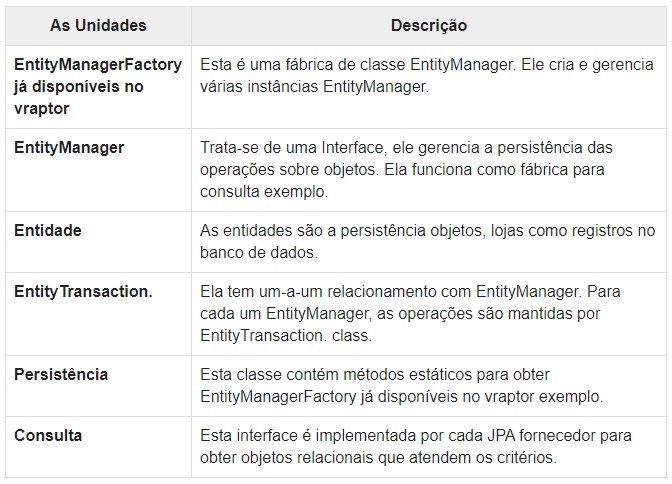 As Unidades
Descrição
EntityManagerFactory
já disponíveis no
vraptor
Esta é uma fábrica de classe EntityManager. Ele cria e gerencia
várias instâncias EntityManager.
EntityManager
Trata-se de uma Interface, ele gerencia a persistência das
operações sobre objetos. Ela funciona como fábrica para
consulta exemplo.
Entidade
As entidades são a persistência objetos, lojas como registros no
banco de dados.
EntityTransaction.
Ela tem um-a-um relacionamento com EntityManager. Para
cada um EntityManager, as operações são mantidas por
EntityTransaction. class.
Persistência
Esta classe contém métodos estáticos para obter
EntityManagerFactory já disponíveis no vraptor exemplo.
Consulta
Esta interface é implementada por cada JPA fornecedor para
obter objetos relacionais que atendem os critérios.